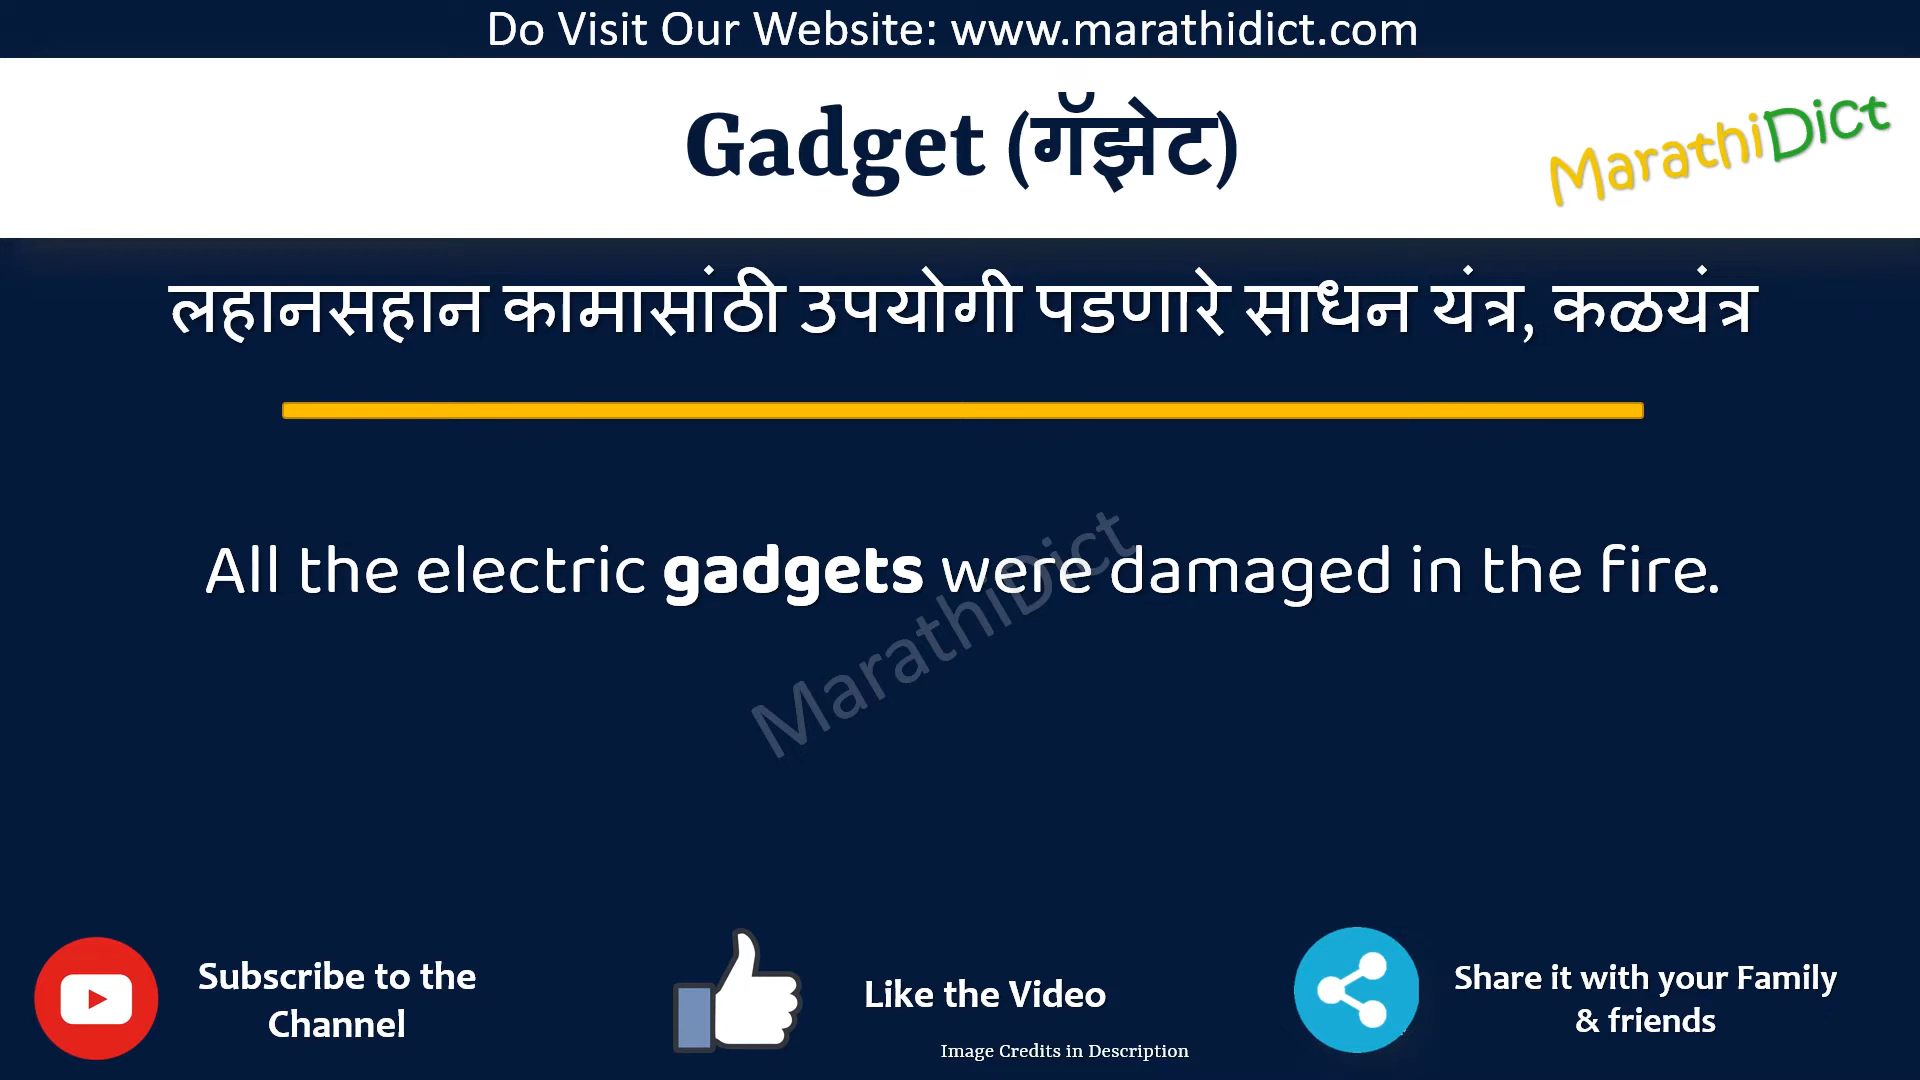 Do Visit Our Website: www.marathidict.com
Gadget (गॅझेट)
MarathiDict
लहानसहान कामासांठी उपयोगी पडणारे साधन यंत्र, कळयंत्र
All the electric gadgets were damaged in the fire.
MarathiDict
Subscribe to the
Channel
Like the Video
Share it with your Family
& friends
Image Credits in Description